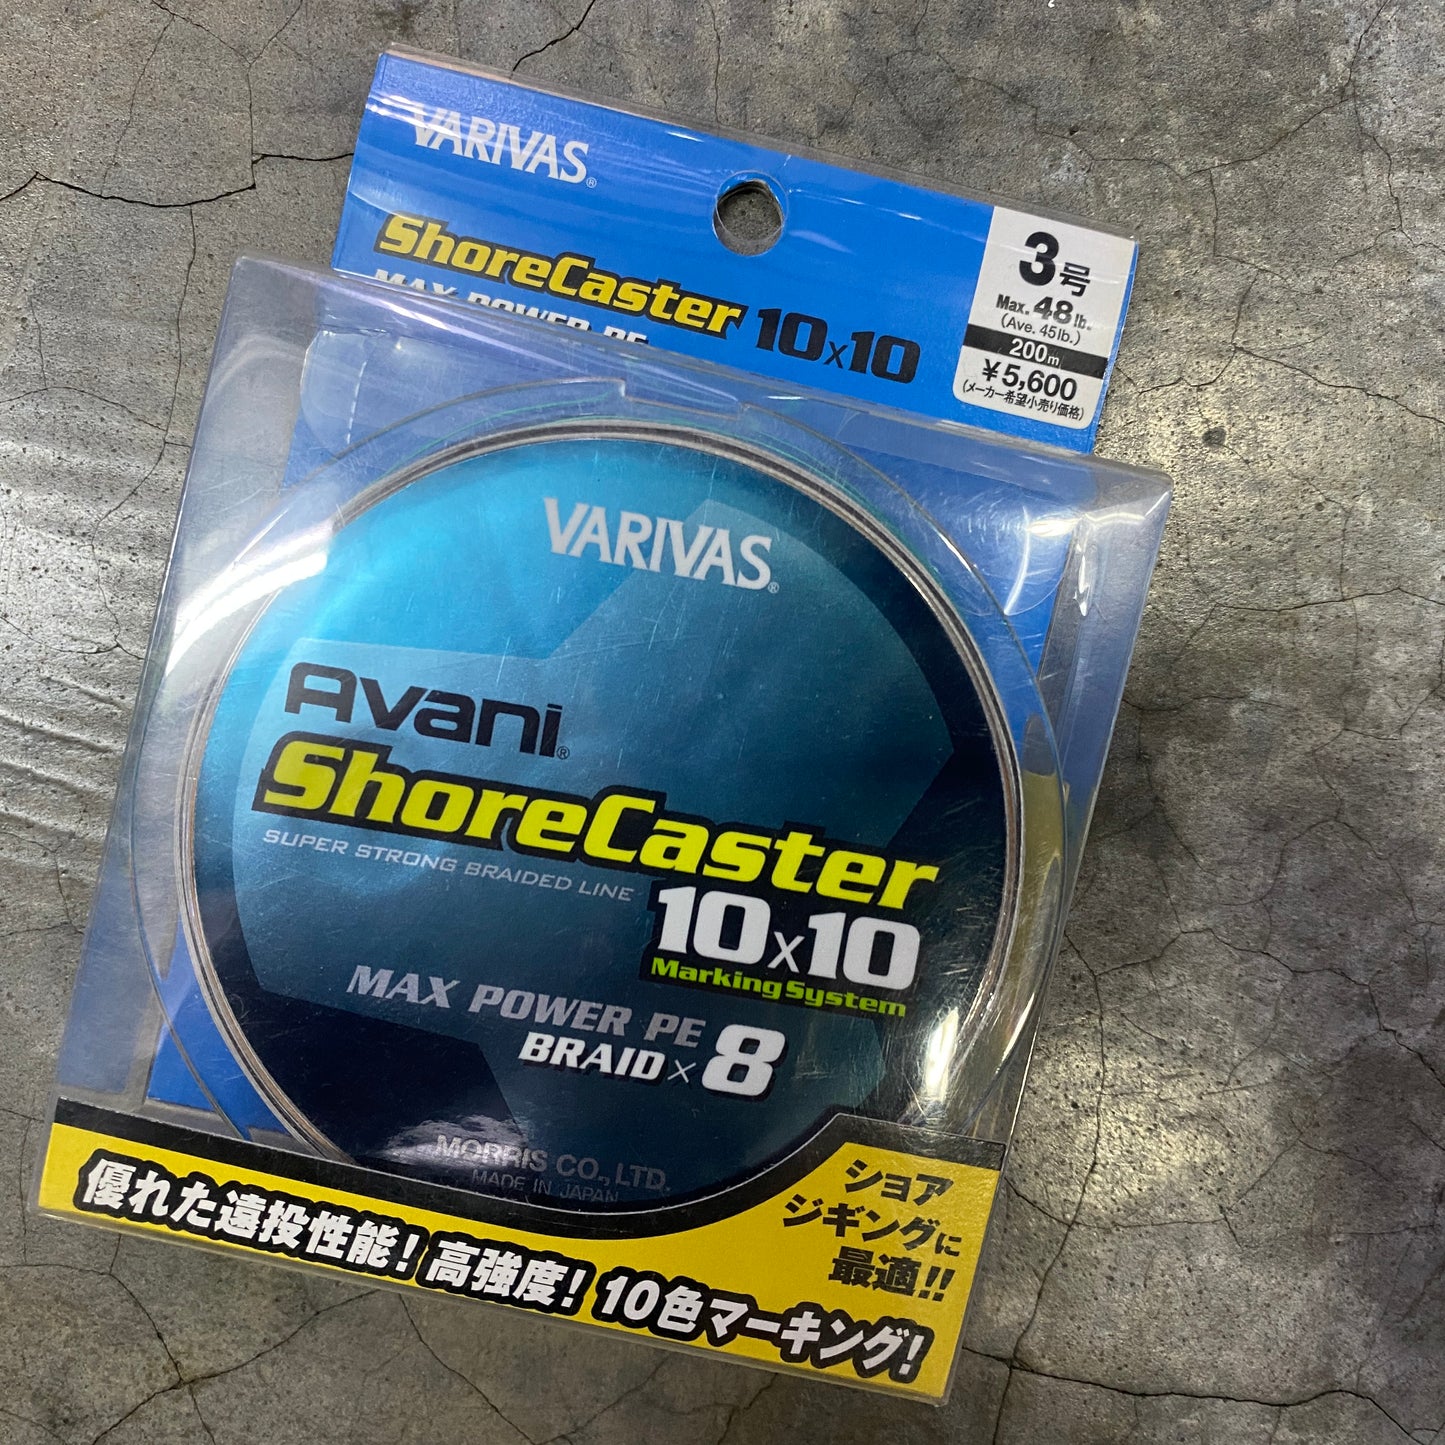 VARIVAS®
ShoreCaster 10x10
MAX POWER PE
3号
Max. 48lb.
(Ave. 45lb.)
200m
¥5,600
(メーカー希望小売り価格)
VARIVAS®
Avani®
ShoreCaster
SUPER STRONG BRAIDED LINE
10x10
Marking System
MAX POWER PE
BRAID×8
MORRIS CO., LTD.
MADE IN JAPAN
ショア
ジギングに
最適!!
優れた遠投性能! 高強度! 10色マーキング!